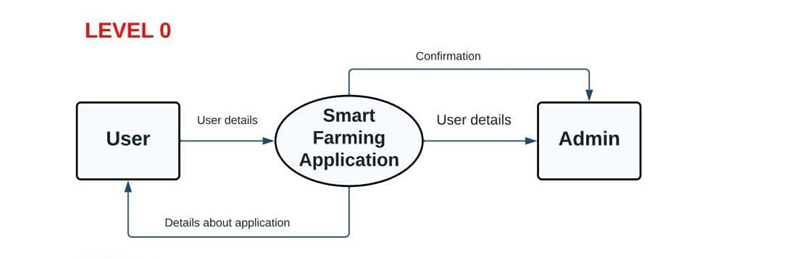 LEVEL 0
Confirmation
User
User details
Smart
Farming
Application
User details
Admin
Details about application